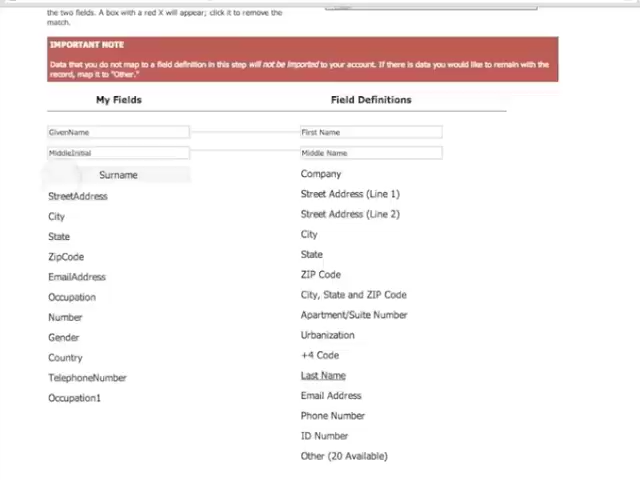 the two fields. A box with a red X will appear; click it to remove the
match.
IMPORTANT NOTE
Data that you do not map to a field definition in this step will not be imported to your account. If there is data you would like to remain with the
record, map it to "Other."
My Fields
Field Definitions
GivenName
First Name
MiddleInitial
Middle Name
Surname
Company
StreetAddress
Street Address (Line 1)
City
Street Address (Line 2)
State
City
ZipCode
State
EmailAddress
ZIP Code
Occupation
City, State and ZIP Code
Number
Apartment/Suite Number
Gender
Urbanization
Country
+4 Code
TelephoneNumber
Last Name
Occupation1
Email Address
Phone Number
ID Number
Other (20 Available)